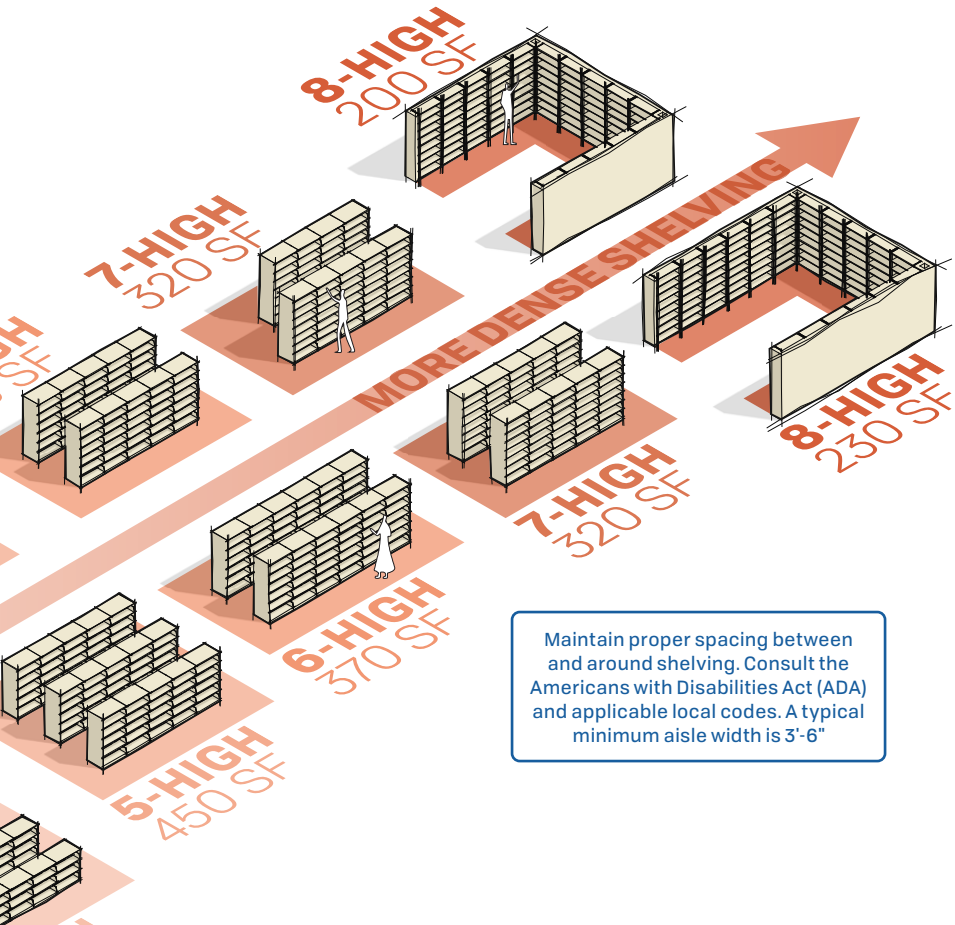 8-HIGH
200 SF
7-HIGH
320 SF
SF
MORE DENSE SHELVING
8-HIGH
230 SF
7-HIGH
320 SF
6-HIGH
370 SF
5-HIGH
450 SF
Maintain proper spacing between
and around shelving. Consult the
Americans with Disabilities Act (ADA)
and applicable local codes. A typical
minimum aisle width is 3'-6"